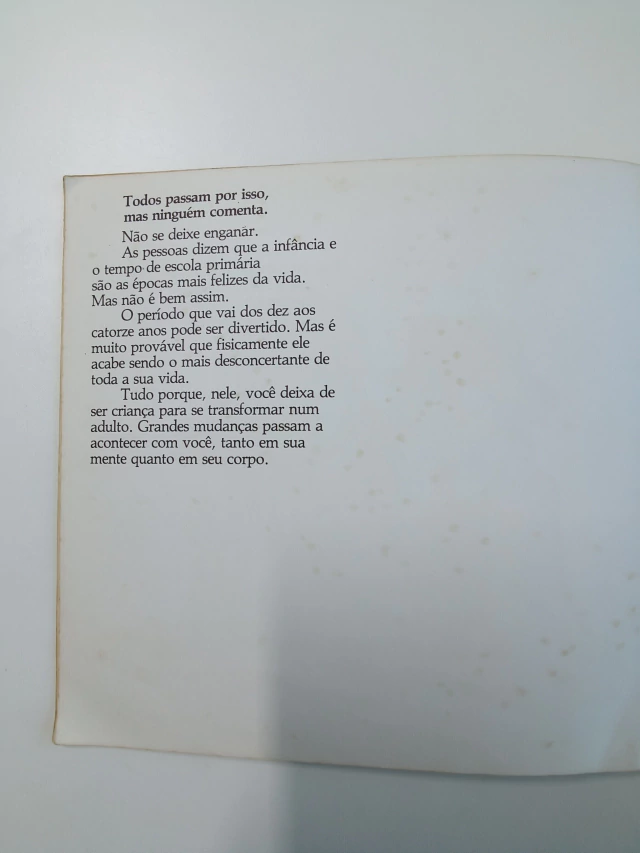 Todos passam por isso,
mas ninguém comenta.
Não se deixe enganar.
As pessoas dizem que a infância e
o tempo de escola primária
são as épocas mais felizes da vida.
Mas não é bem assim.
O período que vai dos dez aos
catorze anos pode ser divertido. Mas é
muito provável que fisicamente ele
acabe sendo o mais desconcertante de
toda a sua vida.
Tudo porque, nele, você deixa de
ser criança para se transformar num
adulto. Grandes mudanças passam a
acontecer com você, tanto em sua
mente quanto em seu corpo.